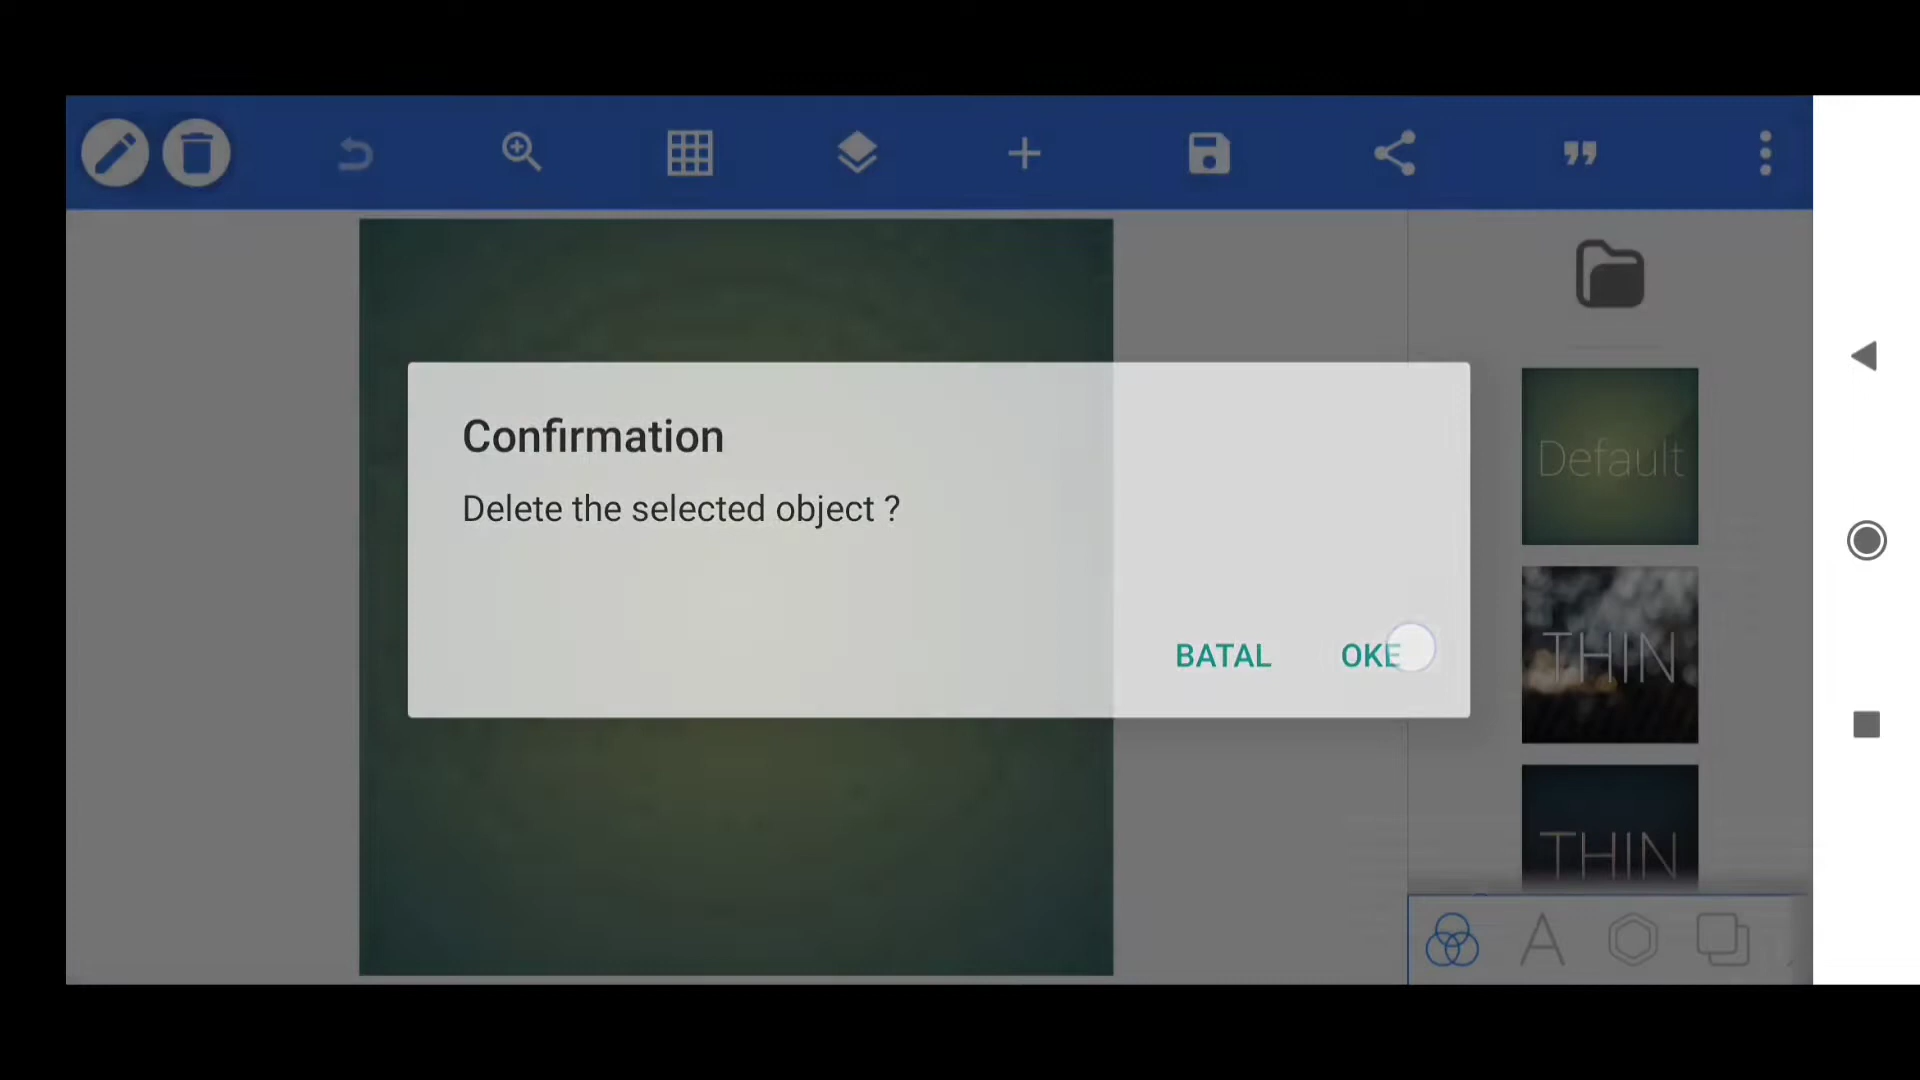 Confirmation
Delete the selected object ?
BATAL OKE
Default
THIN
THIN
A